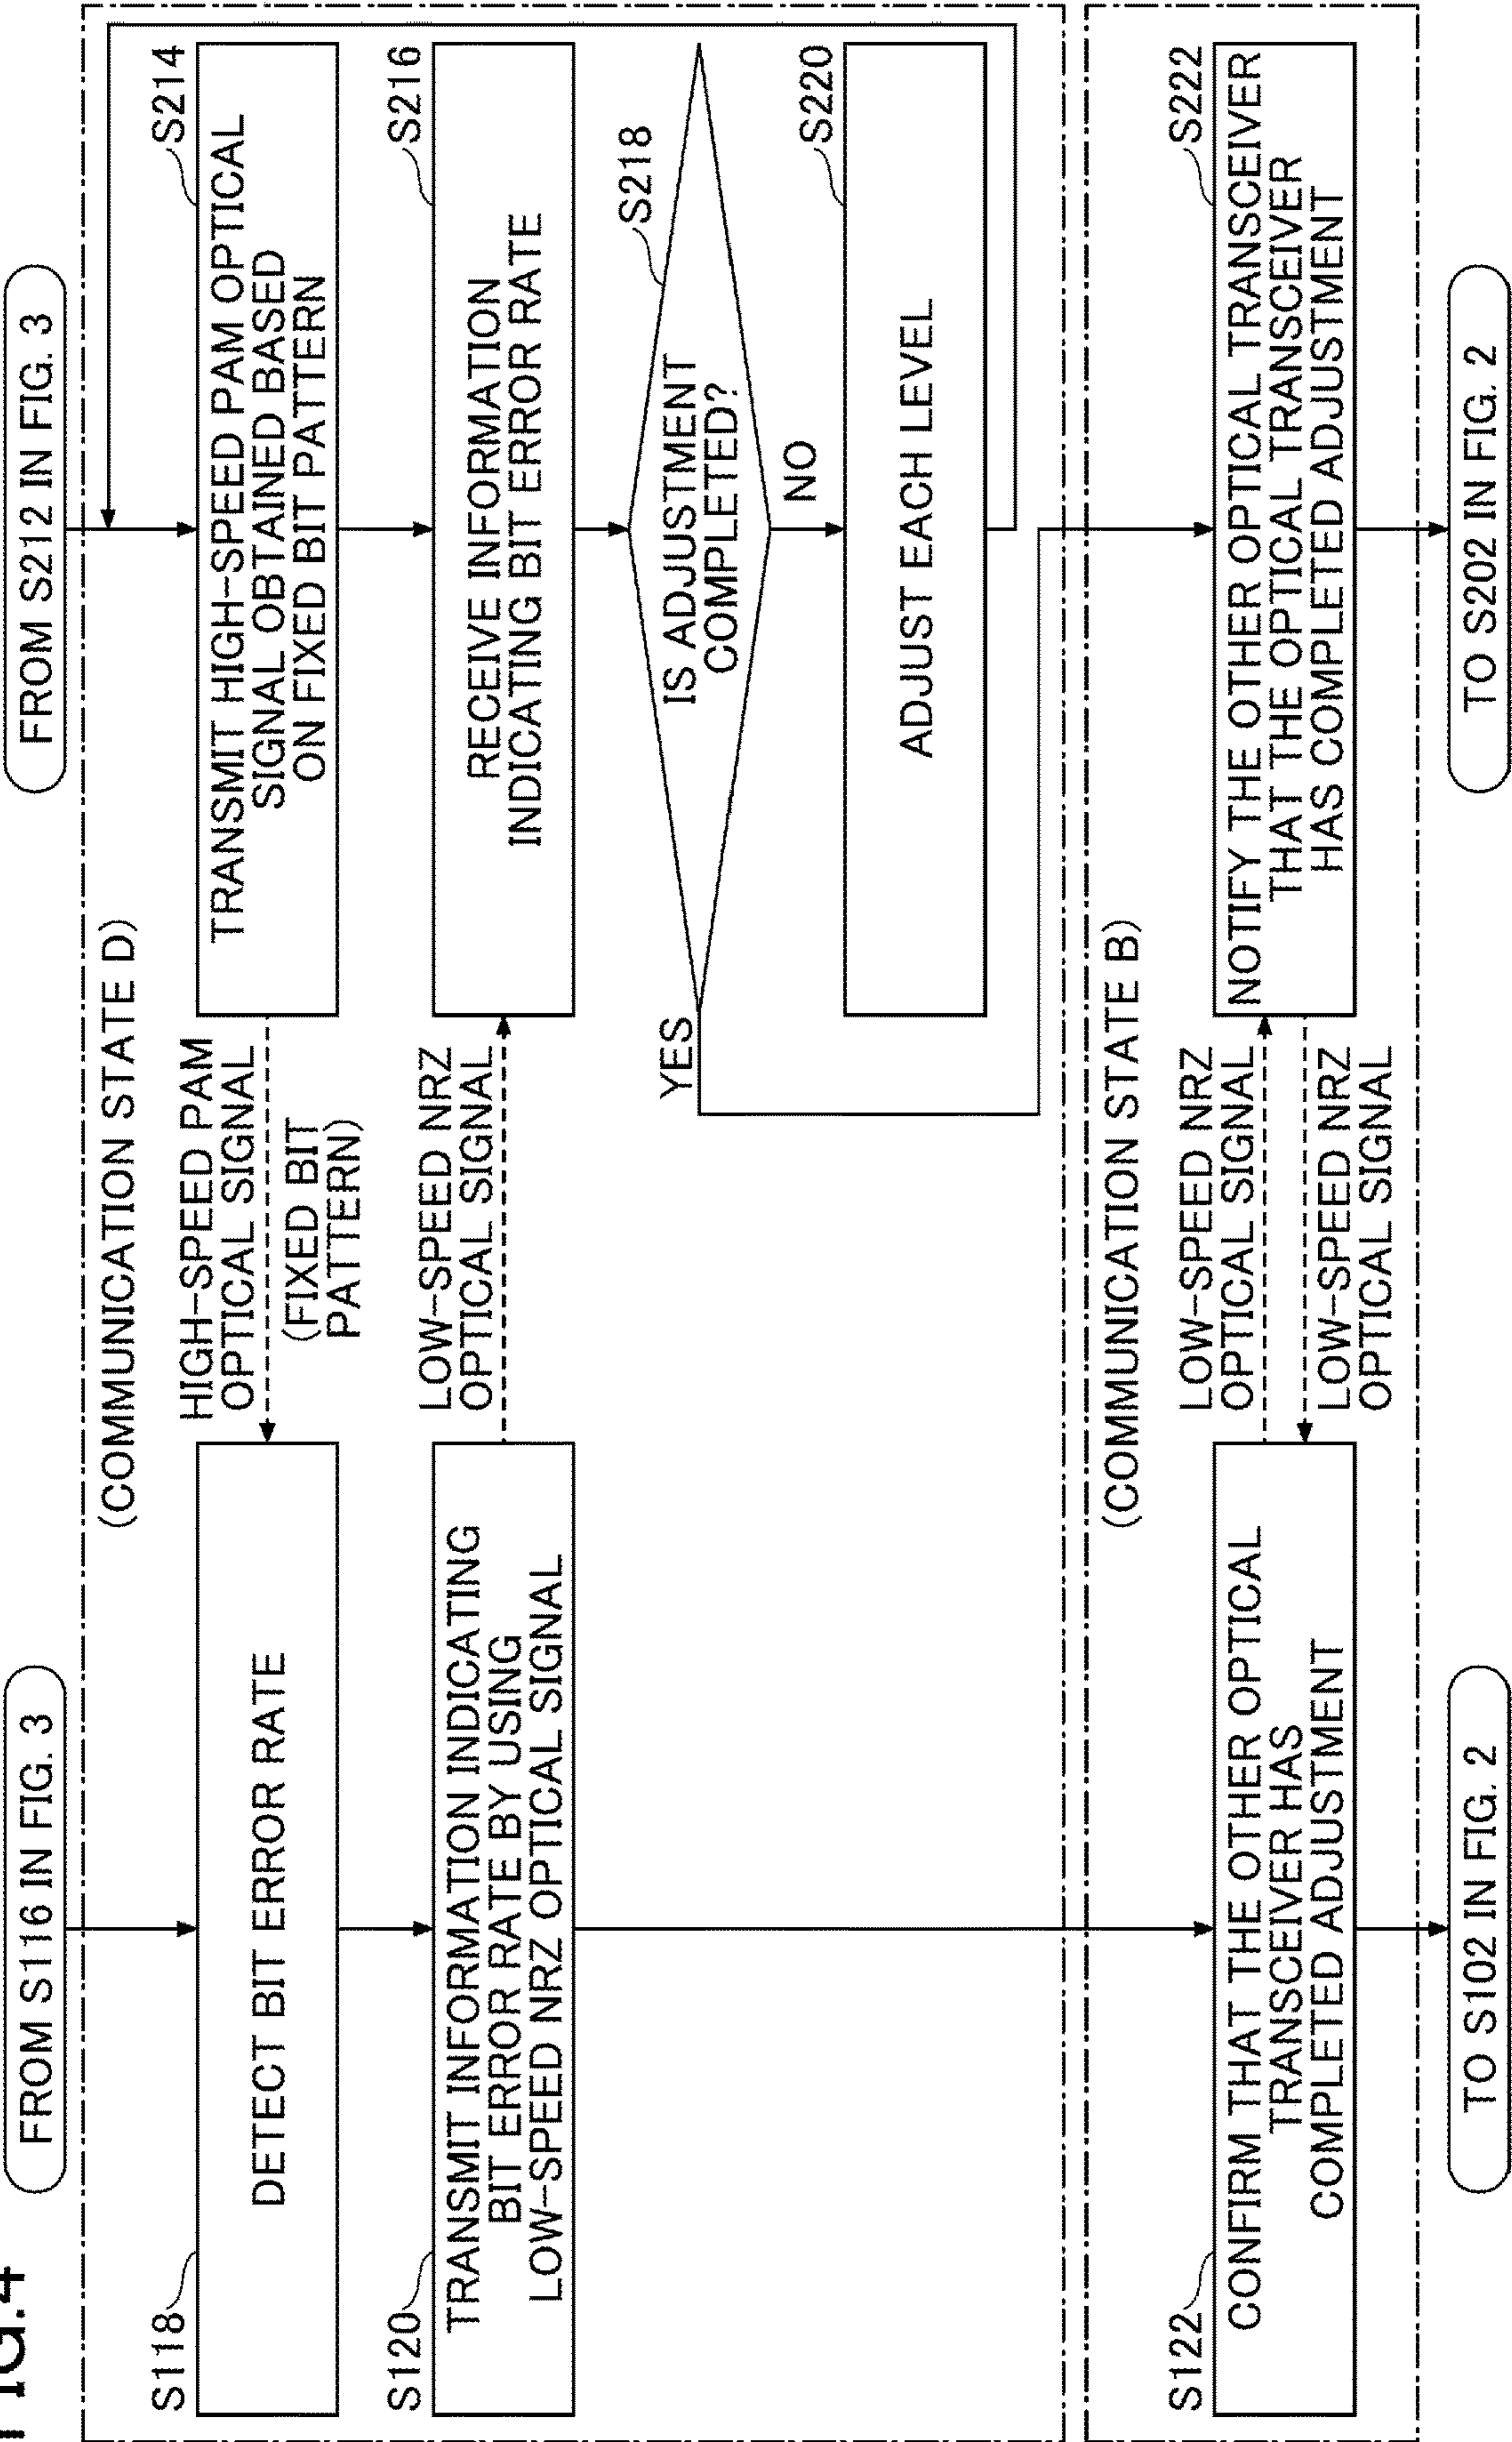 FIG.4
FROM S116 IN FIG. 3
FROM S212 IN FIG. 3
(COMMUNICATION STATE D)
S118
DETECT BIT ERROR RATE
HIGH-SPEED PAM
OPTICAL SIGNAL
(FIXED BIT
PATTERN)
S214
TRANSMIT HIGH-SPEED PAM OPTICAL
SIGNAL OBTAINED BASED
ON FIXED BIT PATTERN
S120
TRANSMIT INFORMATION INDICATING
BIT ERROR RATE BY USING
LOW-SPEED NRZ OPTICAL SIGNAL
LOW-SPEED NRZ
OPTICAL SIGNAL
S216
RECEIVE INFORMATION
INDICATING BIT ERROR RATE
S218
IS ADJUSTMENT
COMPLETED?
YES
NO
S220
ADJUST EACH LEVEL
(COMMUNICATION STATE B)
S122
CONFIRM THAT THE OTHER OPTICAL
TRANSCEIVER HAS
COMPLETED ADJUSTMENT
LOW-SPEED NRZ
OPTICAL SIGNAL
LOW-SPEED NRZ
OPTICAL SIGNAL
S222
NOTIFY THE OTHER OPTICAL TRANSCEIVER
THAT THE OPTICAL TRANSCEIVER
HAS COMPLETED ADJUSTMENT
TO S102 IN FIG. 2
TO S202 IN FIG. 2